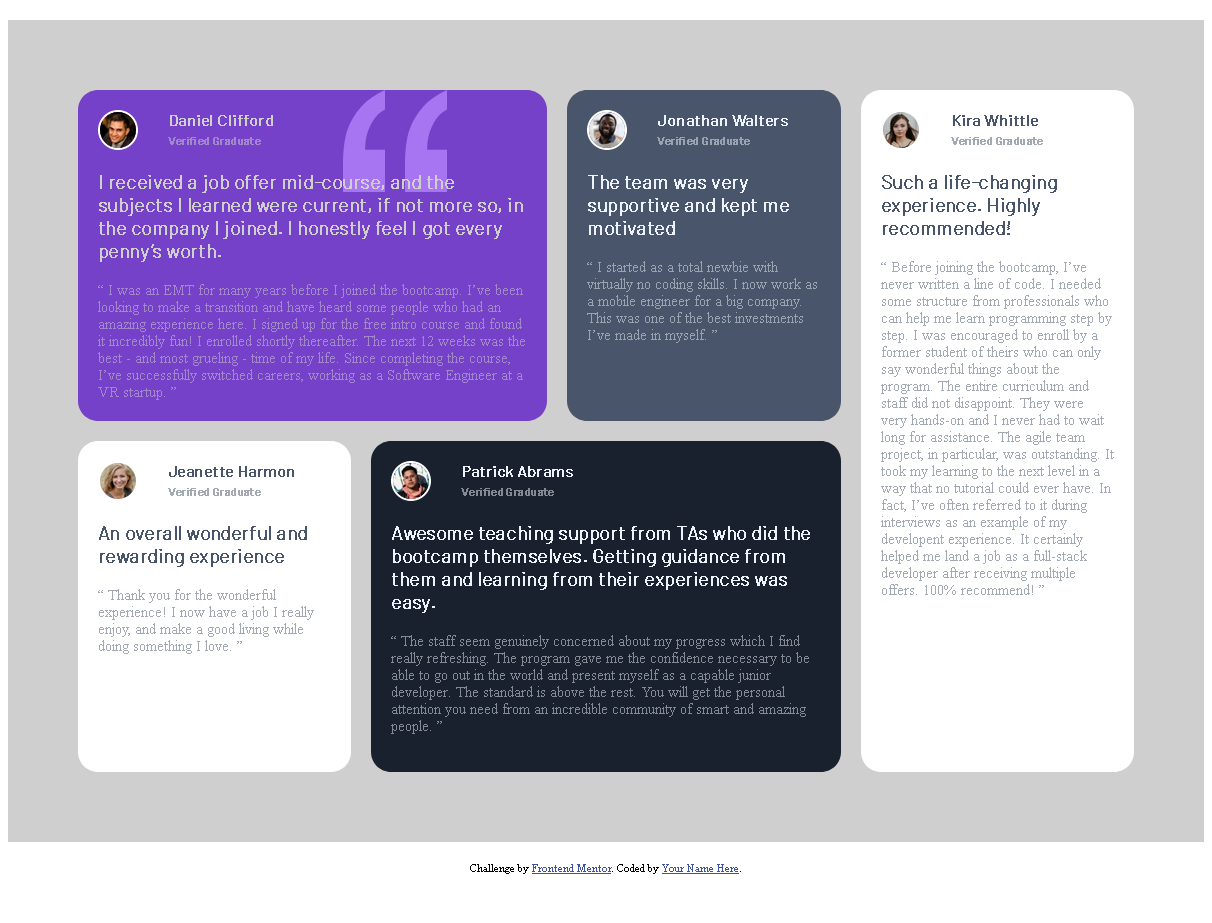 Daniel Clifford
Verified Graduate
I received a job offer mid-course, and the
subjects I learned were current, if not more so, in
the company I joined. I honestly feel I got every
penny’s worth.
“ I was an EMT for many years before I joined the bootcamp. I’ve been
looking to make a transition and have heard some people who had an
amazing experience here. I signed up for the free intro course and found
it incredibly fun! I enrolled shortly thereafter. The next 12 weeks was the
best - and most grueling - time of my life. Since completing the course,
I’ve successfully switched careers, working as a Software Engineer at a
VR startup. ”
Jonathan Walters
Verified Graduate
The team was very
supportive and kept me
motivated
“ I started as a total newbie with
virtually no coding skills. I now work as
a mobile engineer for a big company.
This was one of the best investments
I’ve made in myself. ”
Kira Whittle
Verified Graduate
Such a life-changing
experience. Highly
recommended!
“ Before joining the bootcamp, I’ve
never written a line of code. I needed
some structure from professionals who
can help me learn programming step by
step. I was encouraged to enroll by a
former student of theirs who can only
say wonderful things about the
program. The entire curriculum and
staff did not disappoint. They were
very hands-on and I never had to wait
long for assistance. The agile team
project, in particular, was outstanding. It
took my learning to the next level in a
way that no tutorial could ever have. In
fact, I’ve often referred to it during
interviews as an example of my
developent experience. It certainly
helped me land a job as a full-stack
developer after receiving multiple
offers. 100% recommend! ”
Jeanette Harmon
Verified Graduate
An overall wonderful and
rewarding experience
“ Thank you for the wonderful
experience! I now have a job I really
enjoy, and make a good living while
doing something I love. ”
Patrick Abrams
Verified Graduate
Awesome teaching support from TAs who did the
bootcamp themselves. Getting guidance from
them and learning from their experiences was
easy.
“ The staff seem genuinely concerned about my progress which I find
really refreshing. The program gave me the confidence necessary to be
able to go out in the world and present myself as a capable junior
developer. The standard is above the rest. You will get the personal
attention you need from an incredible community of smart and amazing
people. ”
Challenge by Frontend Mentor. Coded by Your Name Here.